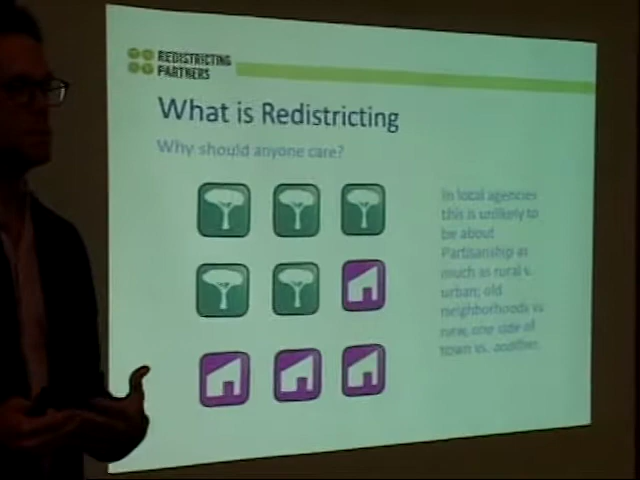 REDISTRICTING
PARTNERS
What is Redistricting
Why should anyone care?
In local agencies
this is unlikely to
be about
Partisanship as
much as rural v.
urban; old
neighborhoods vs
new, one side of
town vs. another.